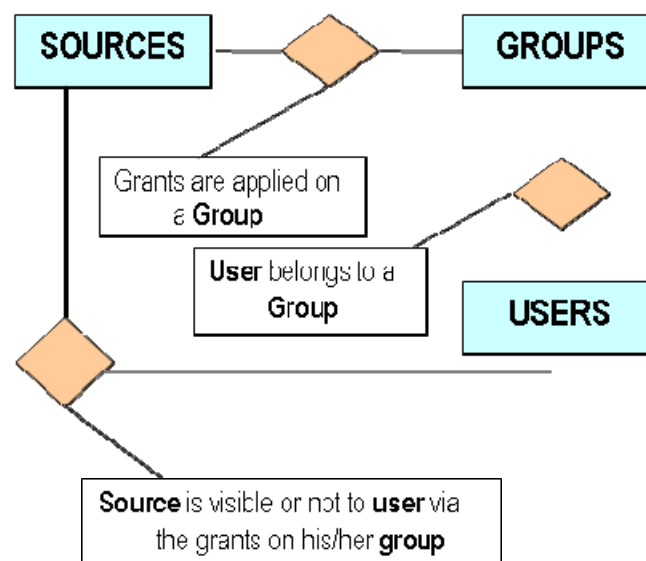 SOURCES
GROUPS
Grants are applied on
a Group
User belongs to a
Group
USERS
Source is visible or not to user via
the grants on his/her group